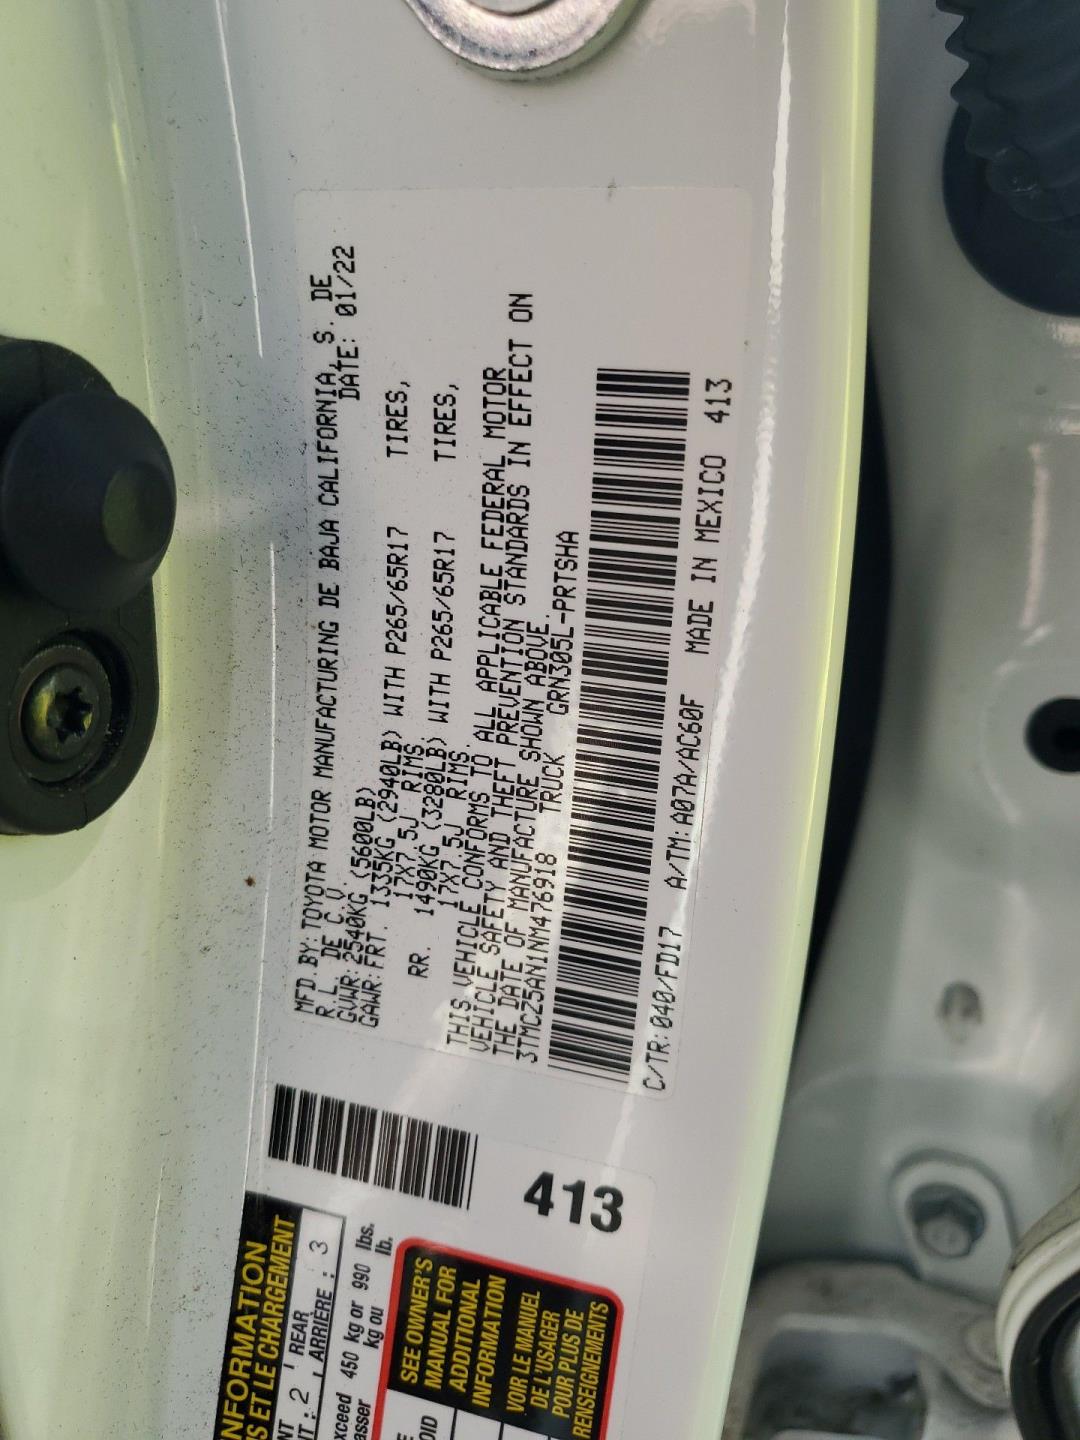 MFD. BY: TOYOTA MOTOR MANUFACTURING DE BAJA CALIFORNIA, S. DE
R. L. DE C.V. DATE: 01/22
GVWR: 2540KG (5600LB)
GAWR: FRT. 1335KG (2940LB) WITH P265/65R17 TIRES,
17X7.5J RIMS
RR. 1490KG (3280LB) WITH P265/65R17 TIRES,
17X7.5J RIMS.
THIS VEHICLE CONFORMS TO ALL APPLICABLE FEDERAL MOTOR
VEHICLE SAFETY AND THEFT PREVENTION STANDARDS IN EFFECT ON
THE DATE OF MANUFACTURE SHOWN ABOVE.
3TMCZ5AN1NM476918 TRUCK GRN305L-PRTSHA
C/TR: 040/FD17 A/TM: A07A/AC60F MADE IN MEXICO 413
413
INFORMATION
ET LE CHARGEMENT
2 REAR
ARRIÈRE : 3
exceed 450 kg or 990 lbs.
kg ou lb.
SEE OWNER'S
MANUAL FOR
ADDITIONAL
INFORMATION
VOIR LE MANUEL
DE L'USAGER
POUR PLUS DE
RENSEIGNEMENTS